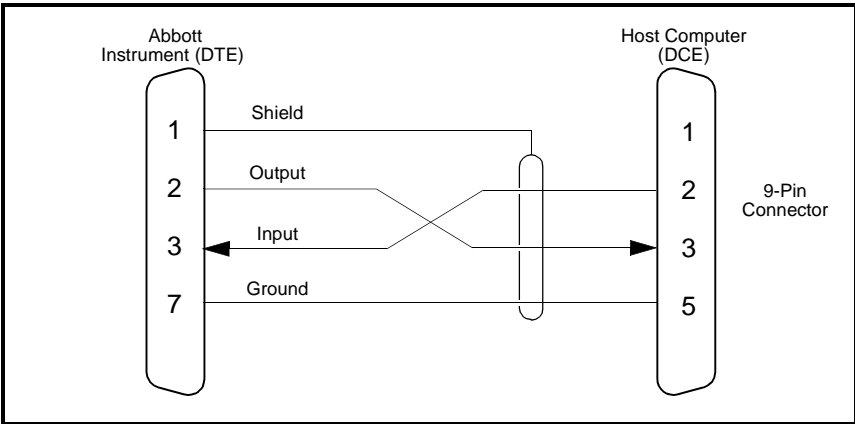 Abbott
Instrument (DTE)
Host Computer
(DCE)
1
Shield
1
2
Output
2
9-Pin
Connector
3
Input
3
7
Ground
5